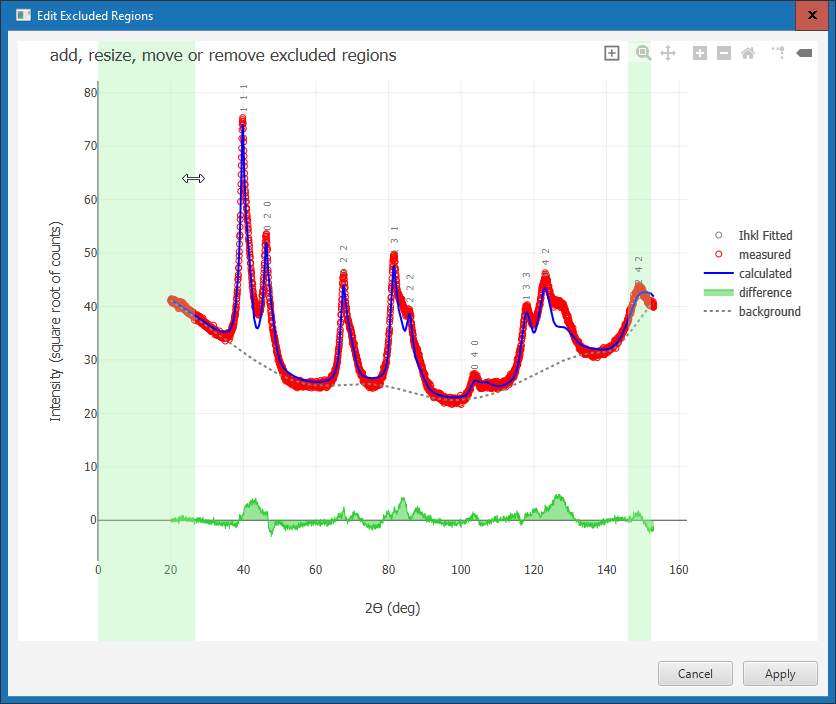 Edit Excluded Regions
add, resize, move or remove excluded regions
Intensity (square root of counts)
80
70
60
50
40
30
20
10
0
1 1 1
0 2 0
2 2
3 1
2 2 2
0 4 0
1 3 3
4 2
2 4 2
Ihkl Fitted
measured
calculated
difference
background
0 20 40 60 80 100 120 140 160
2Θ (deg)
Cancel
Apply